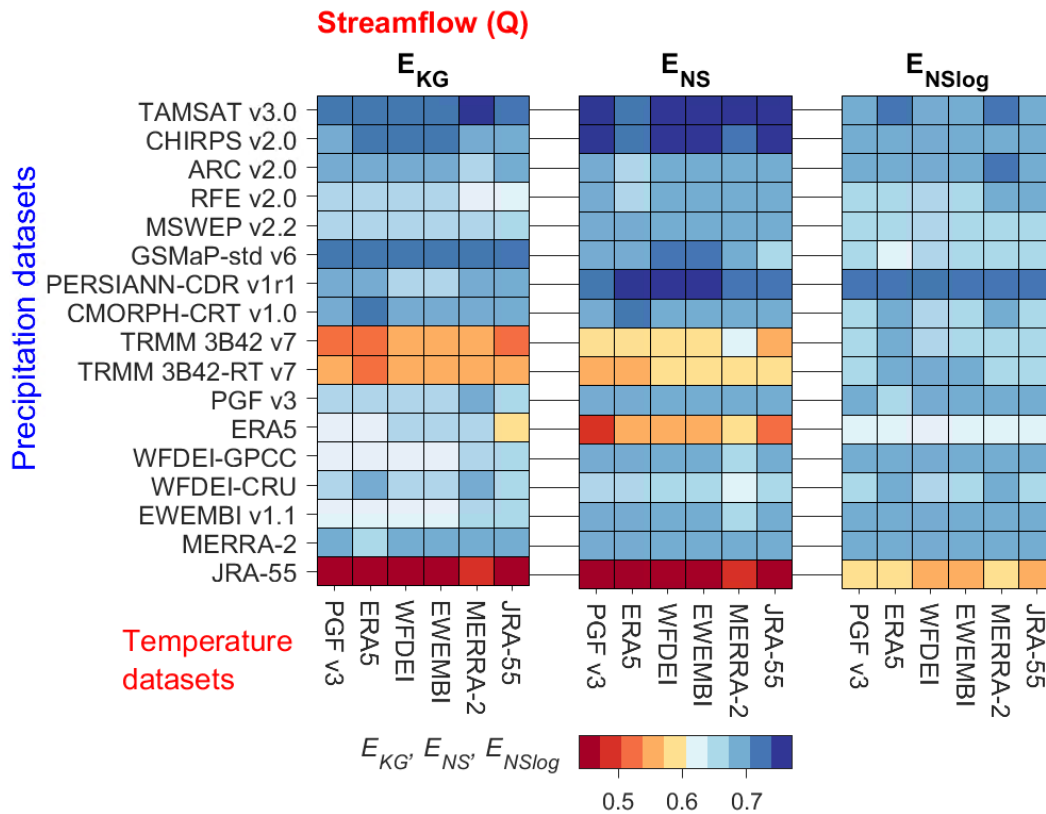 Streamflow (Q)
E_KG E_NS E_NSlog
Precipitation datasets
TAMSAT v3.0
CHIRPS v2.0
ARC v2.0
RFE v2.0
MSWEP v2.2
GSMaP-std v6
PERSIANN-CDR v1r1
CMORPH-CRT v1.0
TRMM 3B42 v7
TRMM 3B42-RT v7
PGF v3
ERA5
WFDEI-GPCC
WFDEI-CRU
EWEMBI v1.1
MERRA-2
JRA-55
Temperature
datasets
PGF v3
ERA5
WFDEI
EWEMBI
MERRA-2
JRA-55
PGF v3
ERA5
WFDEI
EWEMBI
MERRA-2
JRA-55
PGF v3
ERA5
WFDEI
EWEMBI
MERRA-2
JRA-55
E_KG, E_NS, E_NSlog
0.5 0.6 0.7